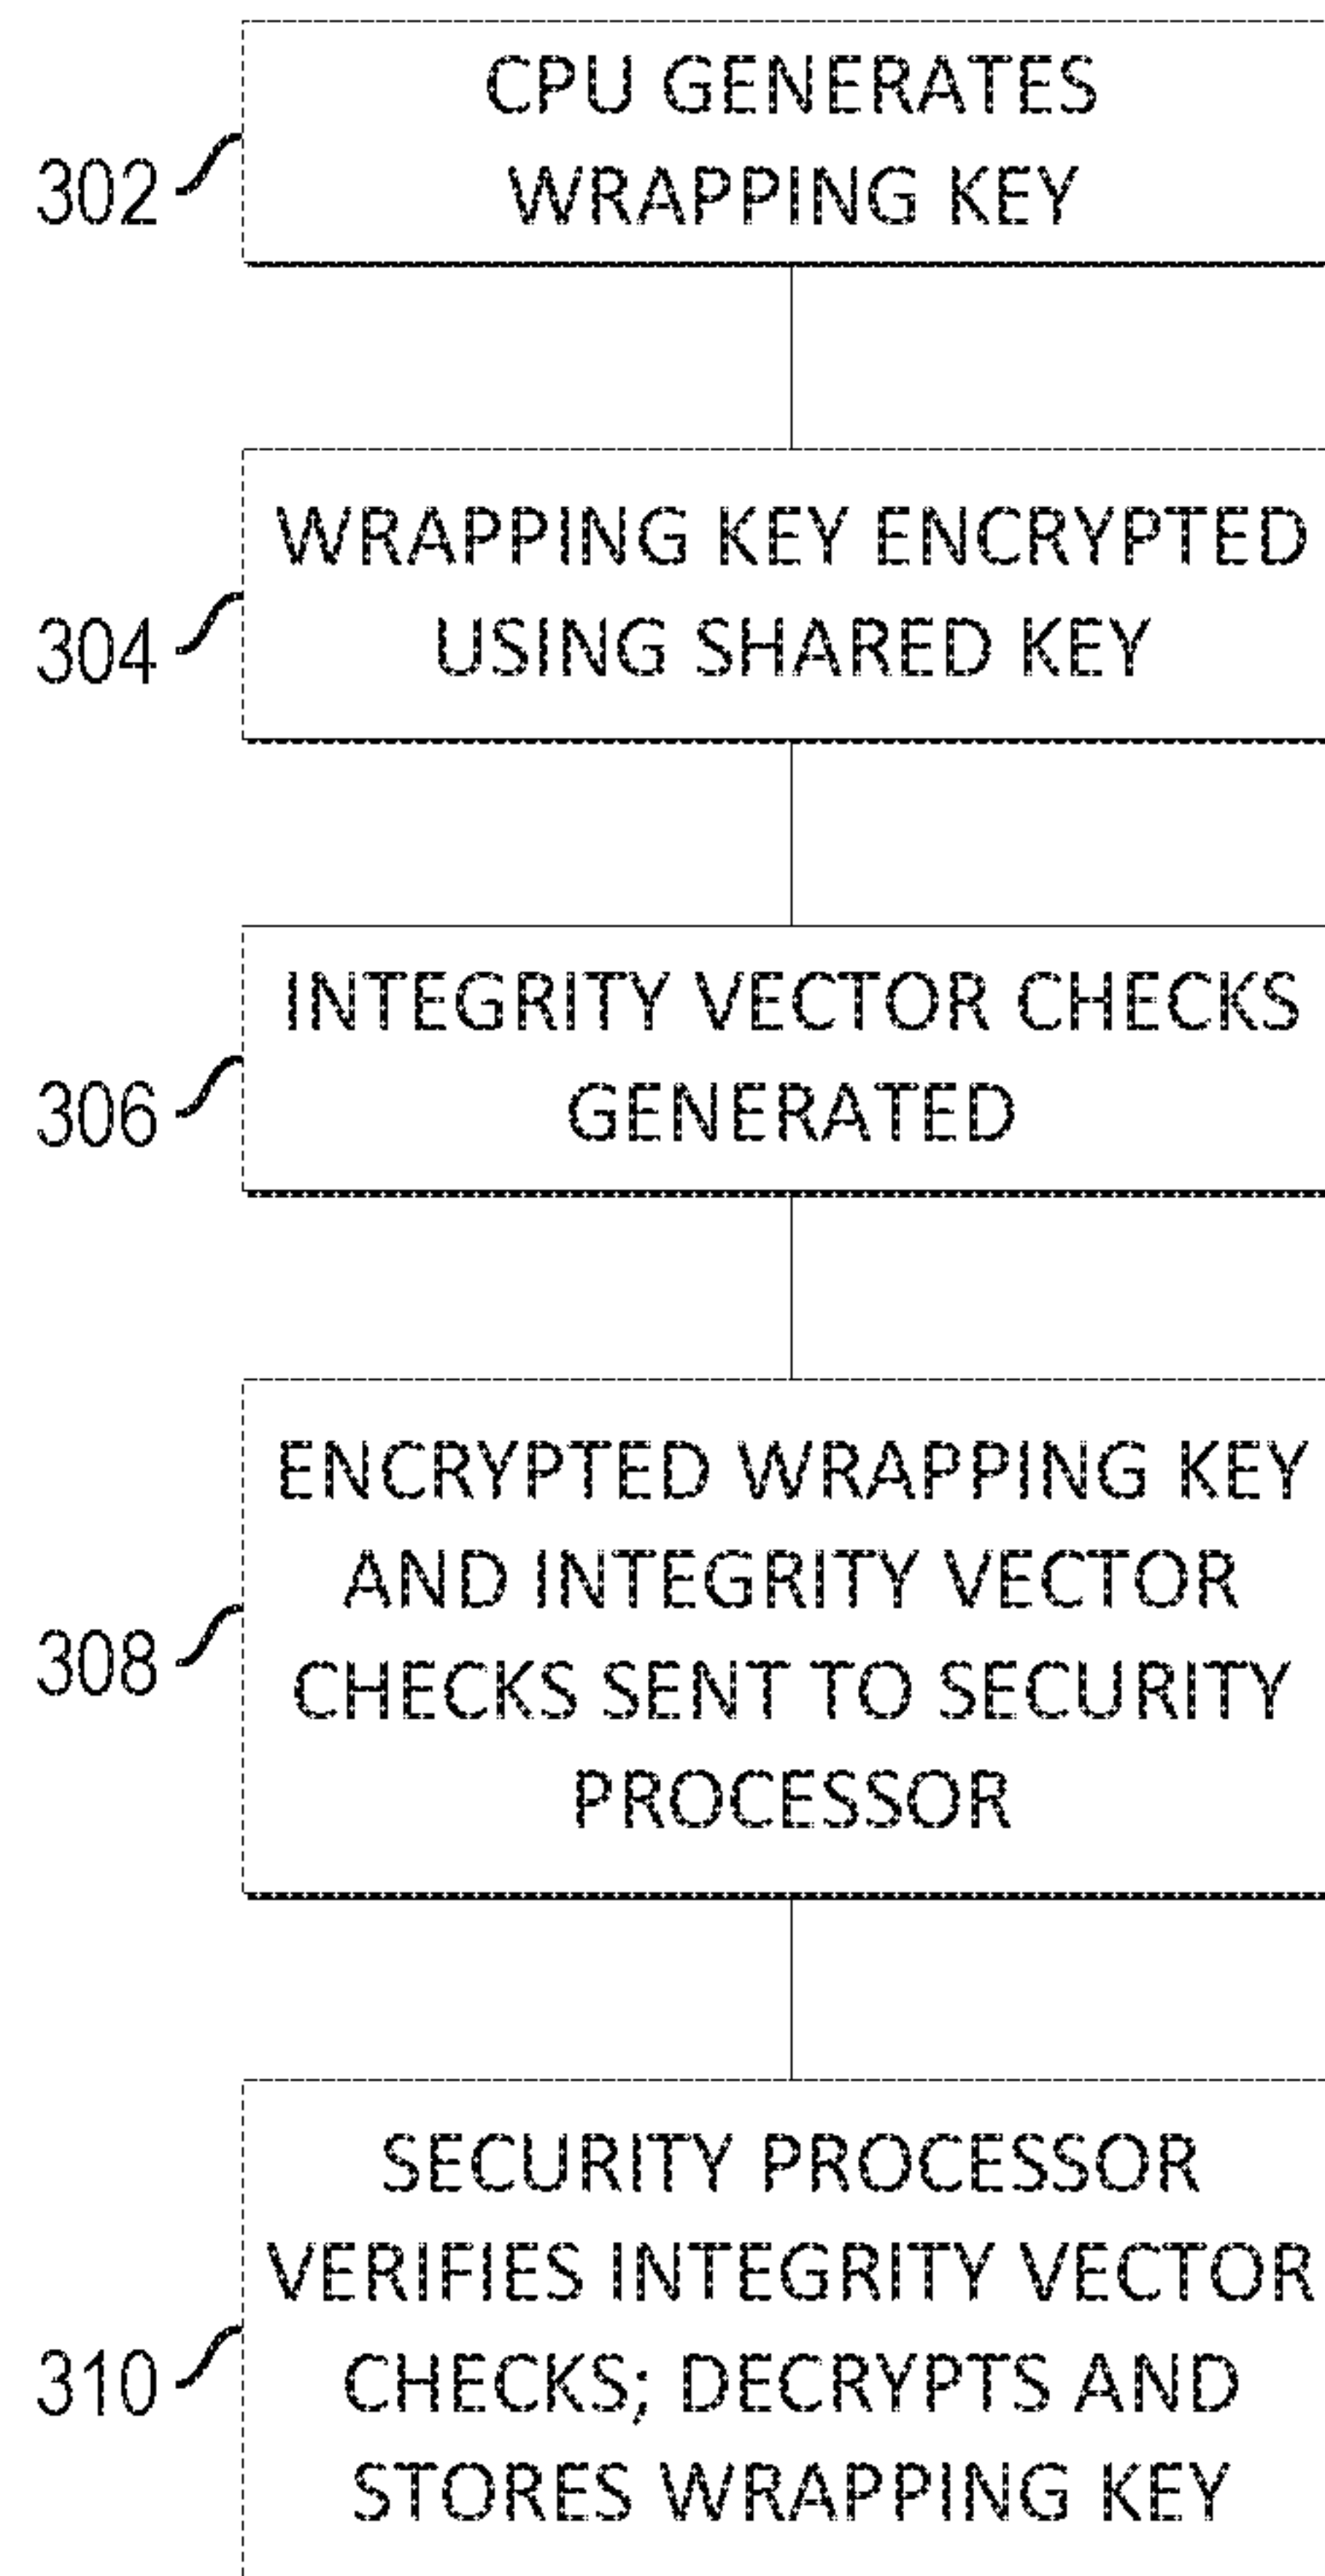 CPU GENERATES
WRAPPING KEY
302
WRAPPING KEY ENCRYPTED
USING SHARED KEY
304
INTEGRITY VECTOR CHECKS
GENERATED
306
ENCRYPTED WRAPPING KEY
AND INTEGRITY VECTOR
CHECKS SENT TO SECURITY
PROCESSOR
308
SECURITY PROCESSOR
VERIFIES INTEGRITY VECTOR
CHECKS; DECRYPTS AND
STORES WRAPPING KEY
310